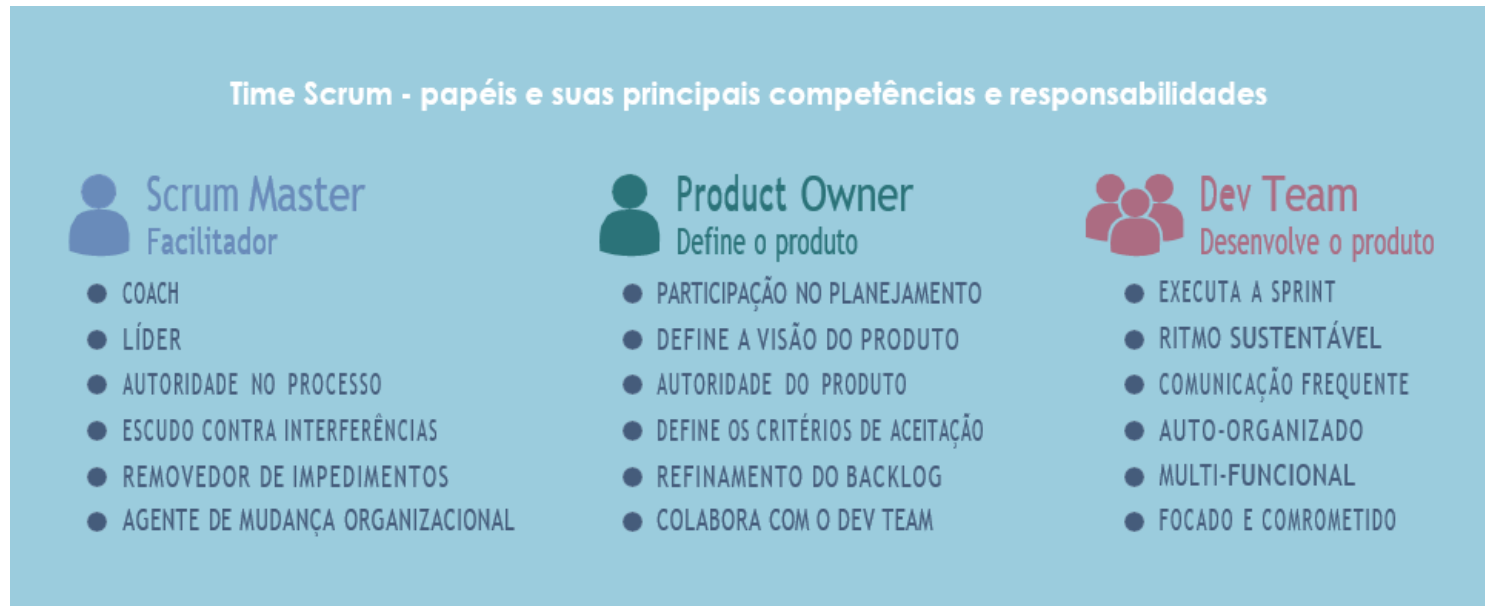 Time Scrum - papéis e suas principais competências e responsabilidades
Scrum Master
Facilitador
COACH
LÍDER
AUTORIDADE NO PROCESSO
ESCUDO CONTRA INTERFERÊNCIAS
REMOVEDOR DE IMPEDIMENTOS
AGENTE DE MUDANÇA ORGANIZACIONAL
Product Owner
Define o produto
PARTICIPAÇÃO NO PLANEJAMENTO
DEFINE A VISÃO DO PRODUTO
AUTORIDADE DO PRODUTO
DEFINE OS CRITÉRIOS DE ACEITAÇÃO
REFINAMENTO DO BACKLOG
COLABORA COM O DEV TEAM
Dev Team
Desenvolve o produto
EXECUTA A SPRINT
RITMO SUSTENTÁVEL
COMUNICAÇÃO FREQUENTE
AUTO-ORGANIZADO
MULTI-FUNCIONAL
FOCADO E COMROMETIDO